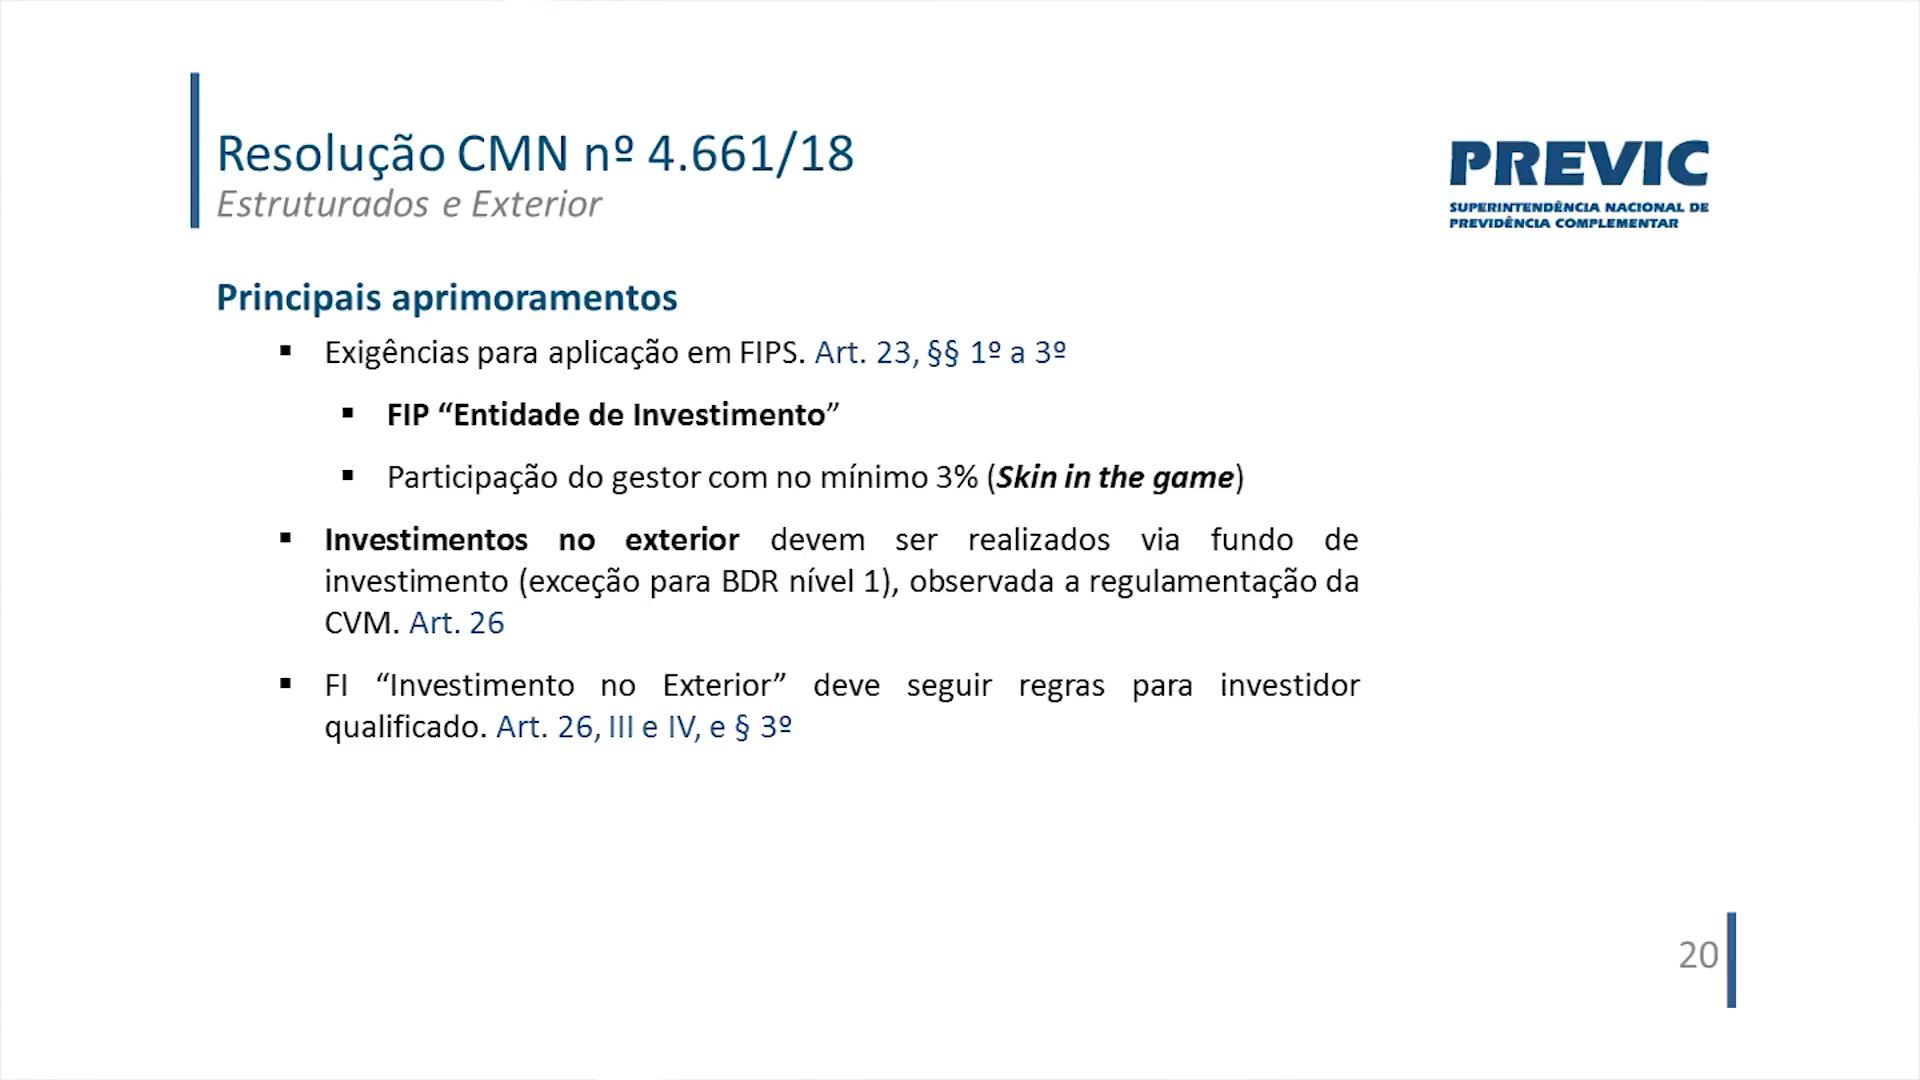 Resolução CMN nº 4.661/18
Estruturados e Exterior
PREVIC
SUPERINTENDÊNCIA NACIONAL DE
PREVIDÊNCIA COMPLEMENTAR
Principais aprimoramentos
▪ Exigências para aplicação em FIPS. Art. 23, §§ 1º a 3º
▪ FIP “Entidade de Investimento”
▪ Participação do gestor com no mínimo 3% (Skin in the game)
▪ Investimentos no exterior devem ser realizados via fundo de
investimento (exceção para BDR nível 1), observada a regulamentação da
CVM. Art. 26
▪ FI “Investimento no Exterior” deve seguir regras para investidor
qualificado. Art. 26, III e IV, e § 3º
20